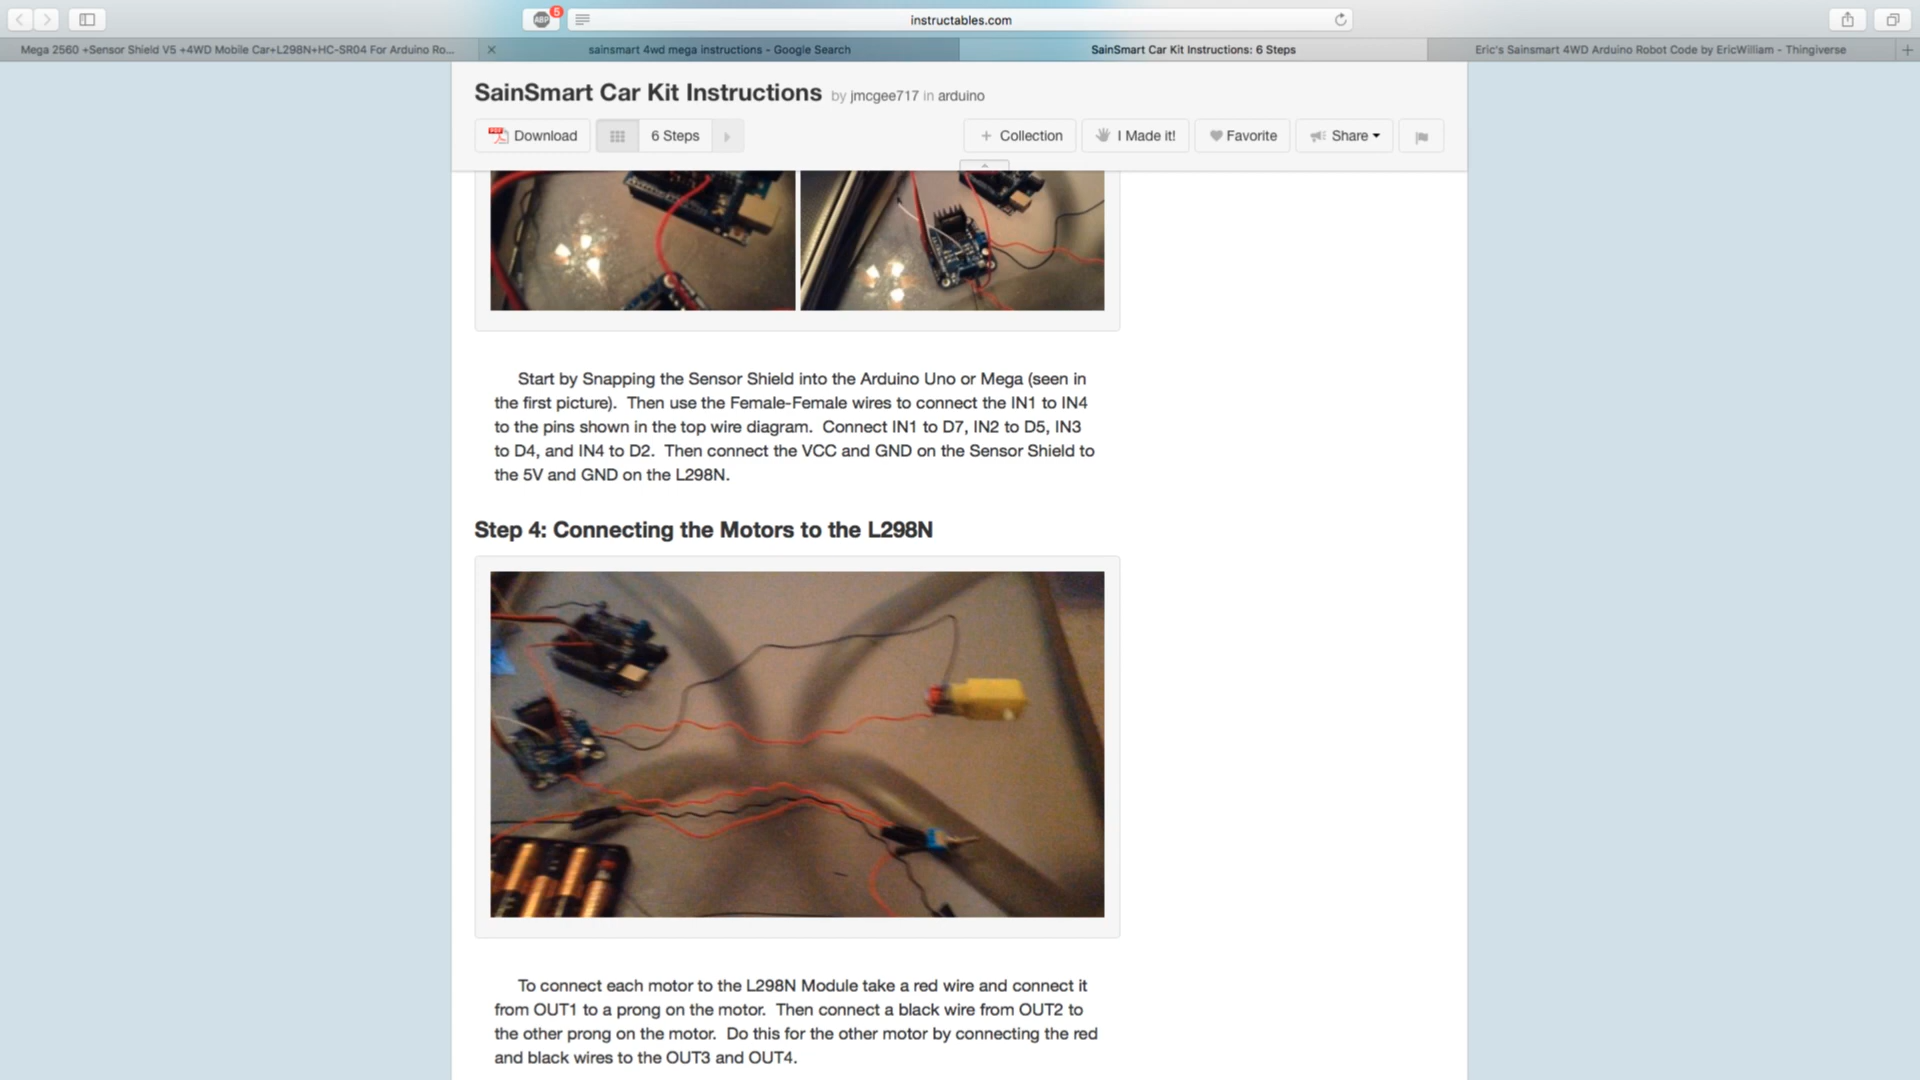 ABP 5 instructables.com
Mega 2560 +Sensor Shield V5 +4WD Mobile Car+L298N+HC-SR04 For Arduino Ro...
sainsmart 4wd mega instructions - Google Search
SainSmart Car Kit Instructions: 6 Steps
Eric's Sainsmart 4WD Arduino Robot Code by EricWilliam - Thingiverse
SainSmart Car Kit Instructions by jmcgee717 in arduino
PDF Download 6 Steps + Collection I Made it! Favorite Share
Start by Snapping the Sensor Shield into the Arduino Uno or Mega (seen in
the first picture). Then use the Female-Female wires to connect the IN1 to IN4
to the pins shown in the top wire diagram. Connect IN1 to D7, IN2 to D5, IN3
to D4, and IN4 to D2. Then connect the VCC and GND on the Sensor Shield to
the 5V and GND on the L298N.
Step 4: Connecting the Motors to the L298N
To connect each motor to the L298N Module take a red wire and connect it
from OUT1 to a prong on the motor. Then connect a black wire from OUT2 to
the other prong on the motor. Do this for the other motor by connecting the red
and black wires to the OUT3 and OUT4.